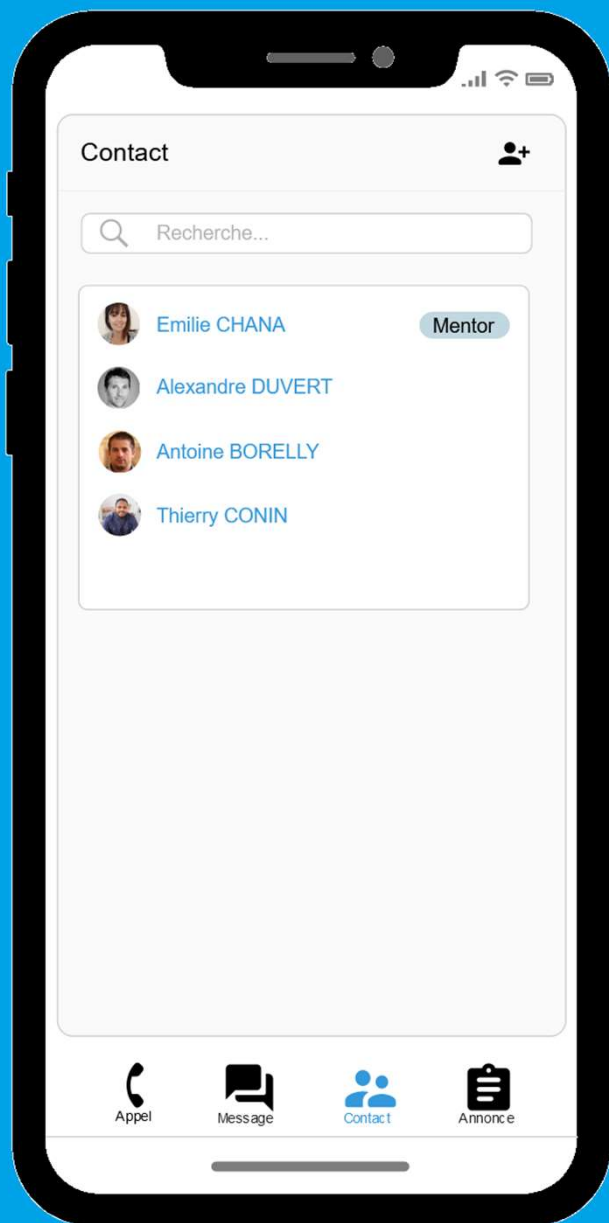 Contact
Recherche...
Emilie CHANA Mentor
Alexandre DUVERT
Antoine BORELLY
Thierry CONIN
Appel Message Contact Annonce